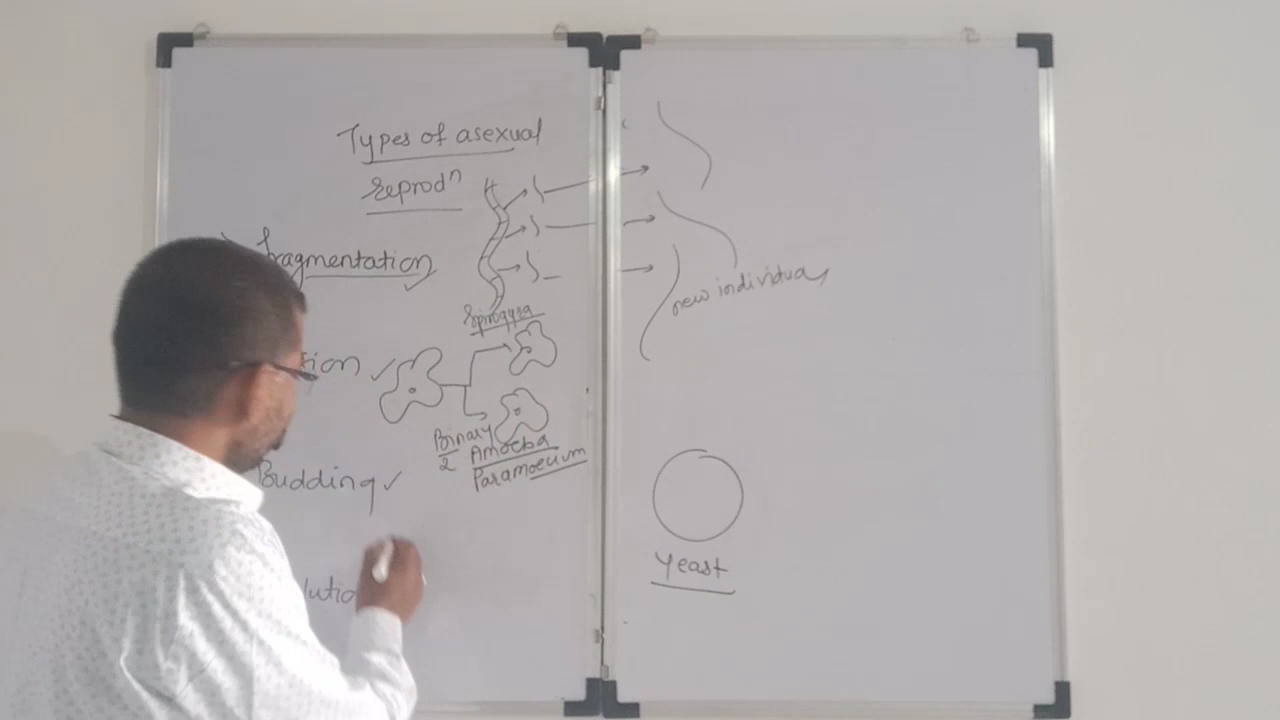 Types of asexual
reprodⁿ
fragmentation
Spirogyra
new individual
Binary
2
Amoeba
Paramoecium
Budding
Yeast